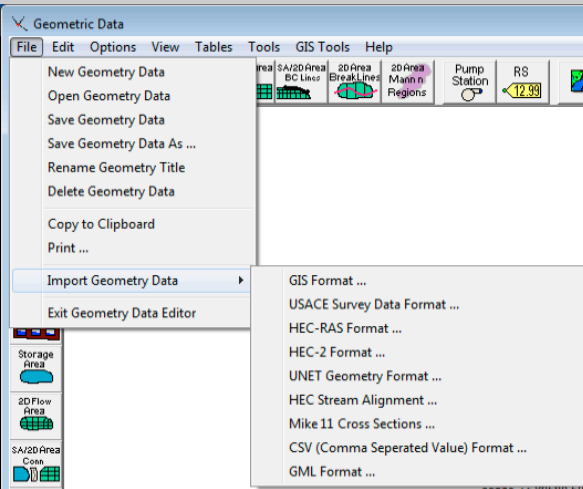 Geometric Data
File Edit Options View Tables Tools GIS Tools Help
New Geometry Data
Open Geometry Data
Save Geometry Data
Save Geometry Data As ...
Rename Geometry Title
Delete Geometry Data
Copy to Clipboard
Print ...
Import Geometry Data
Exit Geometry Data Editor
SA/2D Area
BC Lines
2D Area
BreakLines
2D Area
Mann n
Regions
Pump
Station
RS
12.99
GIS Format ...
USACE Survey Data Format ...
HEC-RAS Format ...
HEC-2 Format ...
UNET Geometry Format ...
HEC Stream Alignment ...
Mike 11 Cross Sections ...
CSV (Comma Seperated Value) Format ...
GML Format ...
Storage
Area
2D Flow
Area
SA/2D Area
Conn